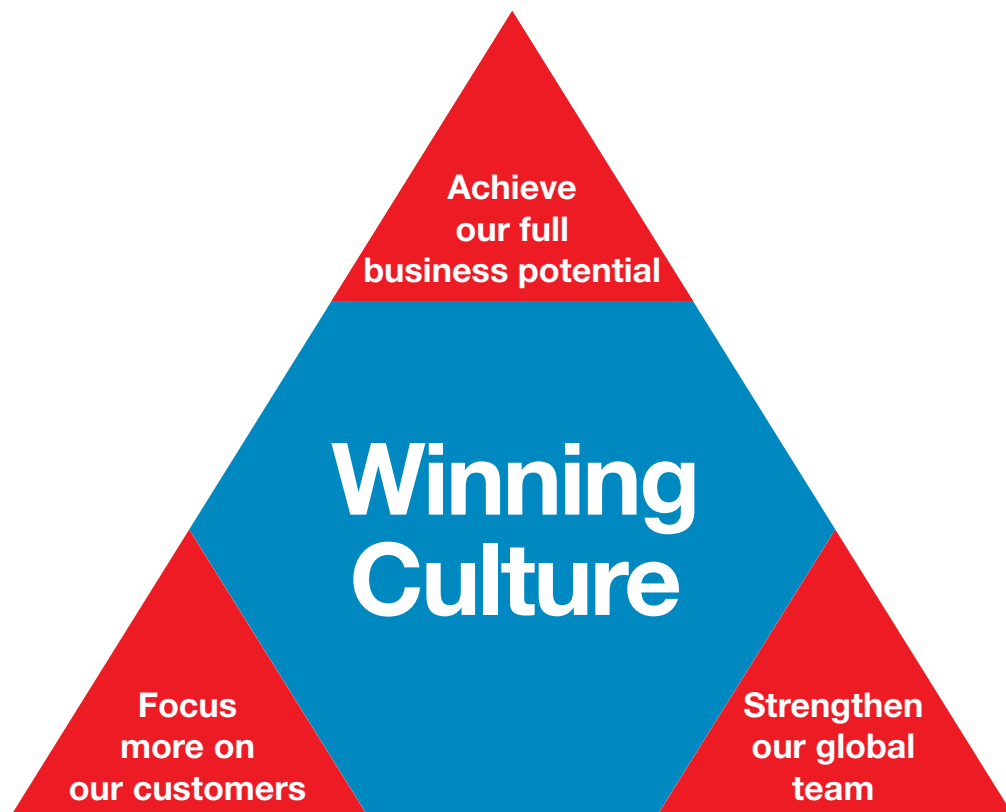 Achieve
our full
business potential
Winning
Culture
Focus
more on
our customers
Strengthen
our global
team